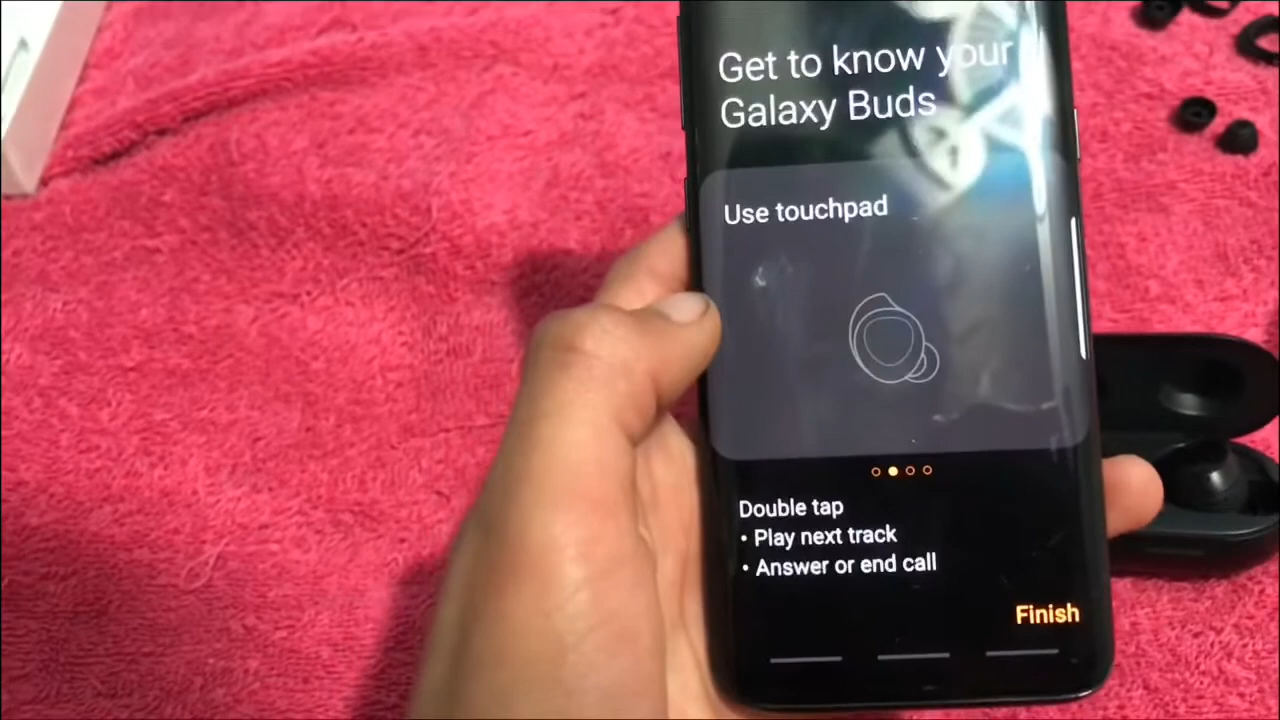 Get to know your
Galaxy Buds
Use touchpad
Double tap
• Play next track
• Answer or end call
Finish